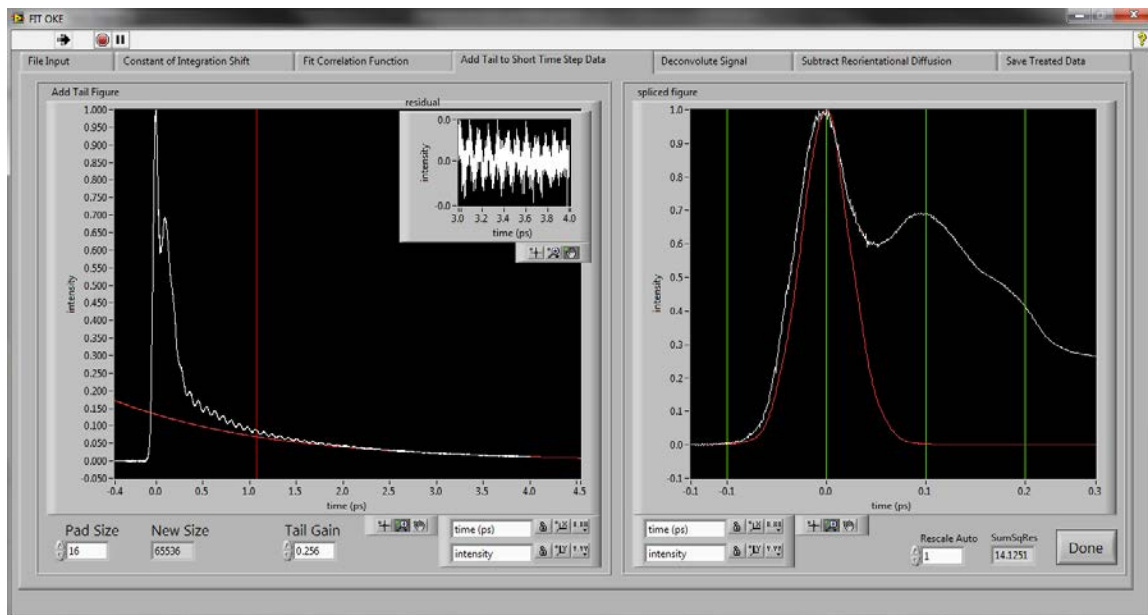 FIT OKE
File Input
Constant of Integration Shift
Fit Correlation Function
Add Tail to Short Time Step Data
Deconvolute Signal
Subtract Reorientational Diffusion
Save Treated Data
Add Tail Figure
residual
0.0
0.0
-0.0
intensity
3.0 3.2 3.4 3.6 3.8 4.0
time (ps)
1.000
0.950
0.900
0.850
0.800
0.750
0.700
0.650
0.600
0.550
0.500
0.450
0.400
0.350
0.300
0.250
0.200
0.150
0.100
0.050
0.000
-0.050
intensity
-0.4 0.0 0.5 1.0 1.5 2.0 2.5 3.0 3.5 4.0 4.5
time (ps)
Pad Size
16
New Size
65536
Tail Gain
0.256
time (ps)
intensity
spliced figure
1.0
0.9
0.8
0.7
0.6
0.5
0.4
0.3
0.2
0.1
0.0
-0.1
intensity
-0.1 -0.1 0.0 0.1 0.2 0.3
time (ps)
time (ps)
intensity
Rescale Auto
1
SumSqRes
14.1251
Done